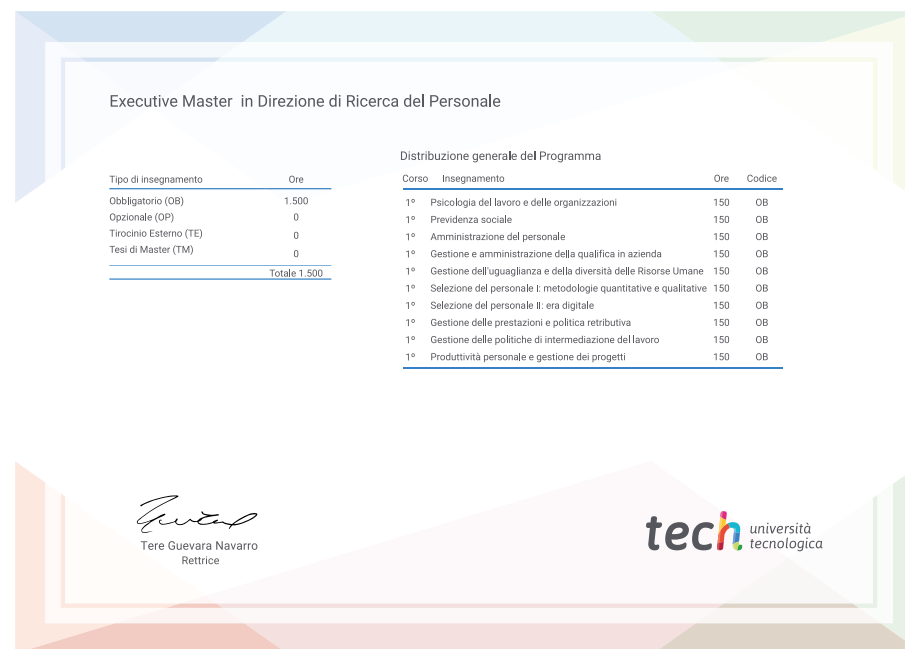 Executive Master in Direzione di Ricerca del Personale
Tipo di insegnamento Ore
Obbligatorio (OB) 1.500
Opzionale (OP) 0
Tirocinio Esterno (TE) 0
Tesi di Master (TM) 0
Totale 1.500
Distribuzione generale del Programma
Corso Insegnamento Ore Codice
1º Psicologia del lavoro e delle organizzazioni 150 OB
1º Previdenza sociale 150 OB
1º Amministrazione del personale 150 OB
1º Gestione e amministrazione della qualifica in azienda 150 OB
1º Gestione dell'uguaglianza e della diversità delle Risorse Umane 150 OB
1º Selezione del personale I: metodologie quantitative e qualitative 150 OB
1º Selezione del personale II: era digitale 150 OB
1º Gestione delle prestazioni e politica retributiva 150 OB
1º Gestione delle politiche di intermediazione del lavoro 150 OB
1º Produttività personale e gestione dei progetti 150 OB
Tere Guevara Navarro
Rettrice
tech università
tecnologica